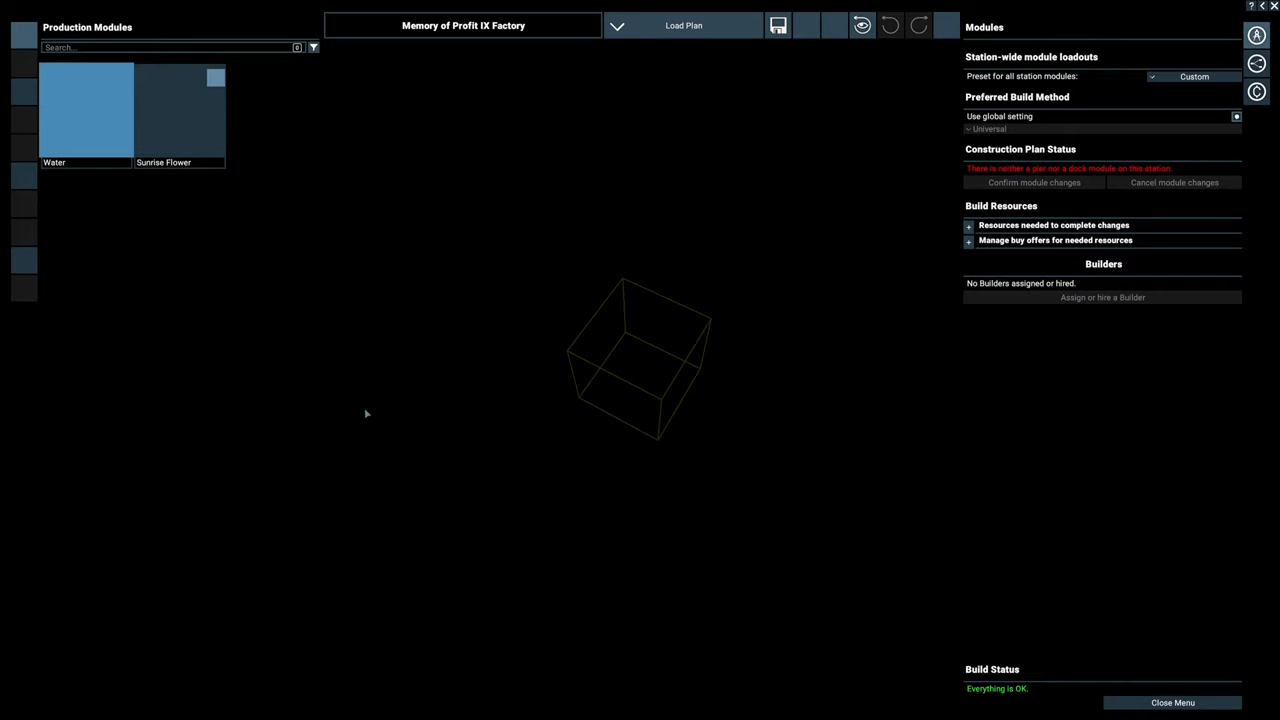 Production Modules
Search...
0
Water
Sunrise Flower
Memory of Profit IX Factory
Load Plan
?
Modules
Station-wide module loadouts
Preset for all station modules:
Custom
Preferred Build Method
Use global setting
Universal
Construction Plan Status
There is neither a pier nor a dock module on this station.
Confirm module changes
Cancel module changes
Build Resources
+ Resources needed to complete changes
+ Manage buy offers for needed resources
Builders
No Builders assigned or hired.
Assign or hire a Builder
Build Status
Everything is OK.
Close Menu